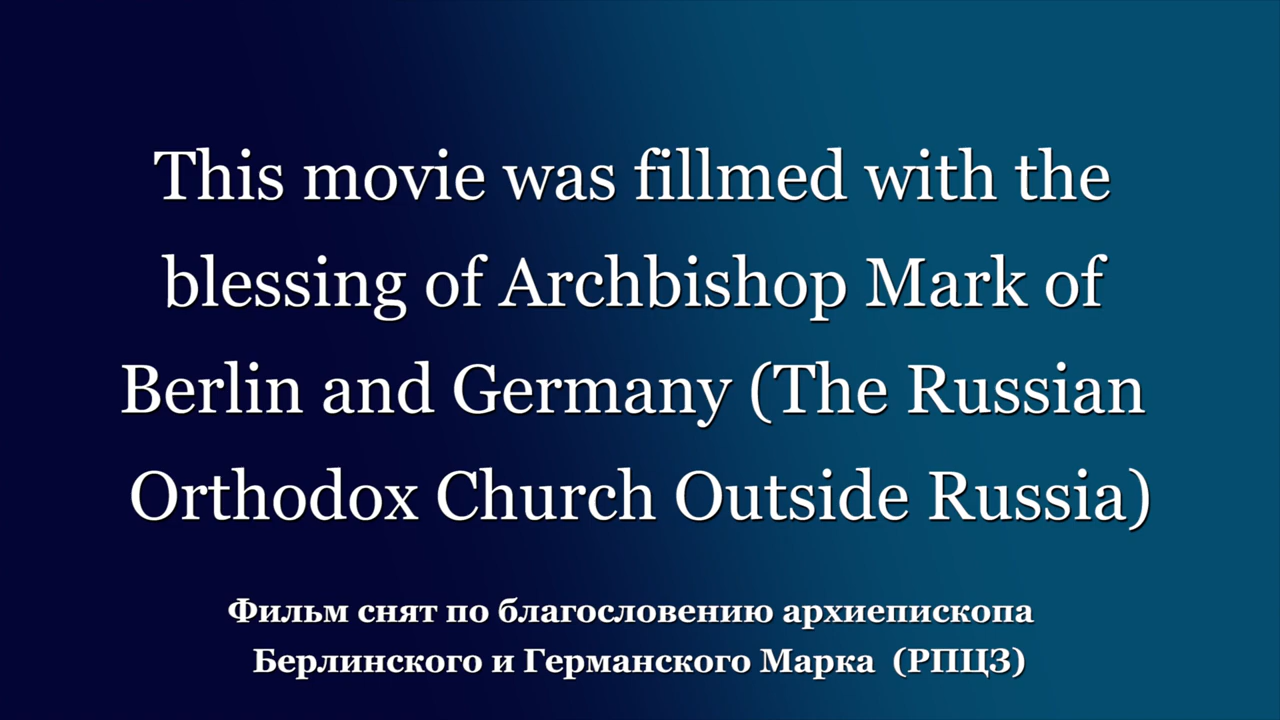 This movie was fillmed with the
blessing of Archbishop Mark of
Berlin and Germany (The Russian
Orthodox Church Outside Russia)
Фильм снят по благословению архиепископа
Берлинского и Германского Марка (РПЦЗ)